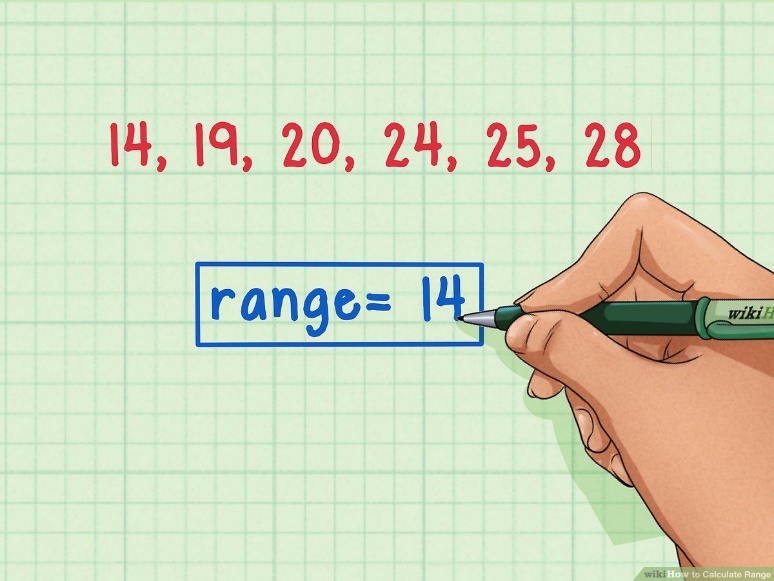 14, 19, 20, 24, 25, 28
range= 14
wikiH
wikiHow to Calculate Range